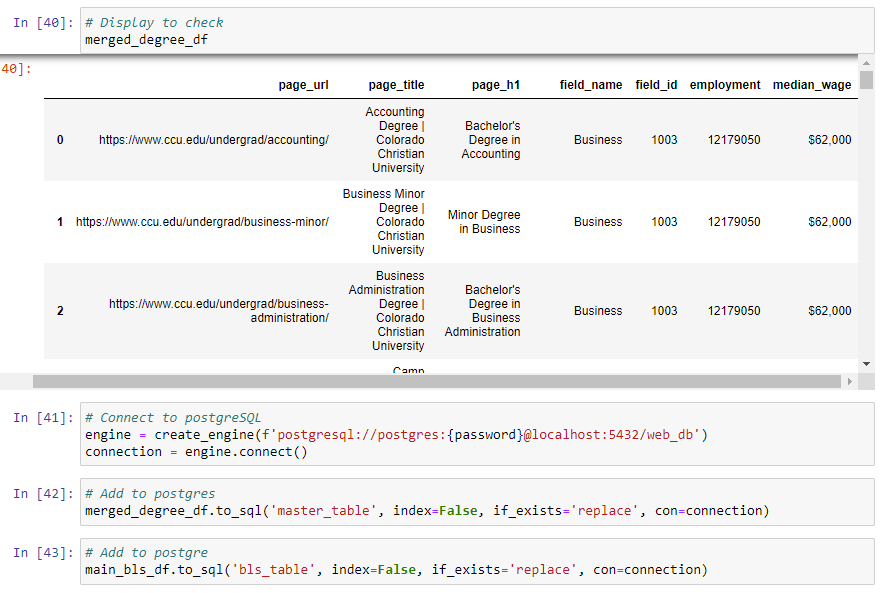 In [40]: # Display to check
merged_degree_df
40]:
page_url page_title page_h1 field_name field_id employment median_wage
0 https://www.ccu.edu/undergrad/accounting/ Accounting Degree | Colorado Christian University Bachelor's Degree in Accounting Business 1003 12179050 $62,000
1 https://www.ccu.edu/undergrad/business-minor/ Business Minor Degree | Colorado Christian University Minor Degree in Business Business 1003 12179050 $62,000
2 https://www.ccu.edu/undergrad/business-administration/ Business Administration Degree | Colorado Christian University Bachelor's Degree in Business Administration Business 1003 12179050 $62,000
Camp
In [41]: # Connect to postgreSQL
engine = create_engine(f'postgresql://postgres:{password}@localhost:5432/web_db')
connection = engine.connect()
In [42]: # Add to postgres
merged_degree_df.to_sql('master_table', index=False, if_exists='replace', con=connection)
In [43]: # Add to postgre
main_bls_df.to_sql('bls_table', index=False, if_exists='replace', con=connection)